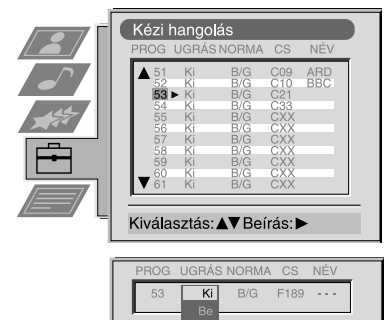 Kézi hangolás
PROG UGRÁS NORMA CS NÉV
▲ 51 Ki B/G C09 ARD
52 Ki B/G C10 BBC
53 ► Ki B/G C21
54 Ki B/G C33
55 Ki B/G CXX
56 Ki B/G CXX
57 Ki B/G CXX
58 Ki B/G CXX
59 Ki B/G CXX
60 Ki B/G CXX
▼ 61 Ki B/G CXX
Kiválasztás:▲▼ Beírás:►
PROG UGRÁS NORMA CS NÉV
53 Ki B/G F189 - - -
Be